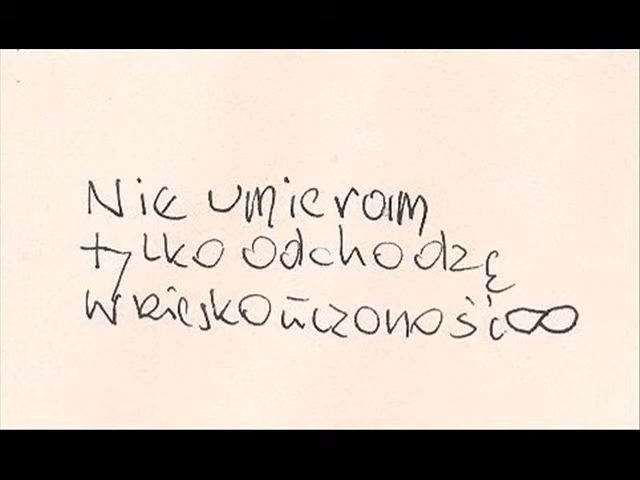 Nie umieram
tylko odchodzę
w nieskończoność ∞